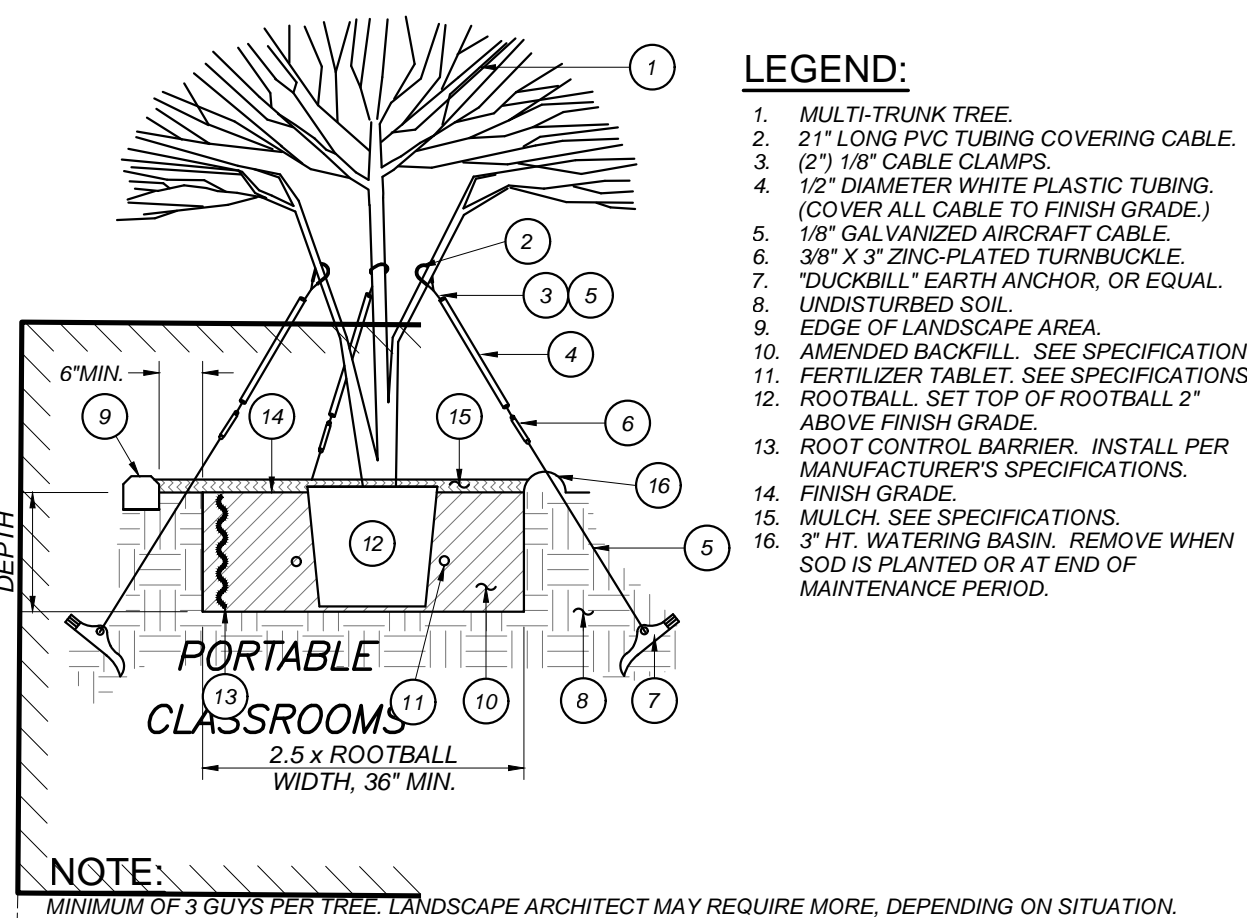 LEGEND:
1. MULTI-TRUNK TREE.
2. 21" LONG PVC TUBING COVERING CABLE.
3. (2") 1/8" CABLE CLAMPS.
4. 1/2" DIAMETER WHITE PLASTIC TUBING.
(COVER ALL CABLE TO FINISH GRADE.)
5. 1/8" GALVANIZED AIRCRAFT CABLE.
6. 3/8" X 3" ZINC-PLATED TURNBUCKLE.
7. "DUCKBILL" EARTH ANCHOR, OR EQUAL.
8. UNDISTURBED SOIL.
9. EDGE OF LANDSCAPE AREA.
10. AMENDED BACKFILL. SEE SPECIFICATION
11. FERTILIZER TABLET. SEE SPECIFICATIONS
12. ROOTBALL. SET TOP OF ROOTBALL 2"
ABOVE FINISH GRADE.
13. ROOT CONTROL BARRIER. INSTALL PER
MANUFACTURER'S SPECIFICATIONS.
14. FINISH GRADE.
15. MULCH. SEE SPECIFICATIONS.
16. 3" HT. WATERING BASIN. REMOVE WHEN
SOD IS PLANTED OR AT END OF
MAINTENANCE PERIOD.
1
2
3 5
4
6"MIN.
9
14
15
6
16
DEPTH
12
5
PORTABLE
13
11
10
8
7
CLASSROOMS
2.5 x ROOTBALL
WIDTH, 36" MIN.
NOTE:
MINIMUM OF 3 GUYS PER TREE. LANDSCAPE ARCHITECT MAY REQUIRE MORE, DEPENDING ON SITUATION.